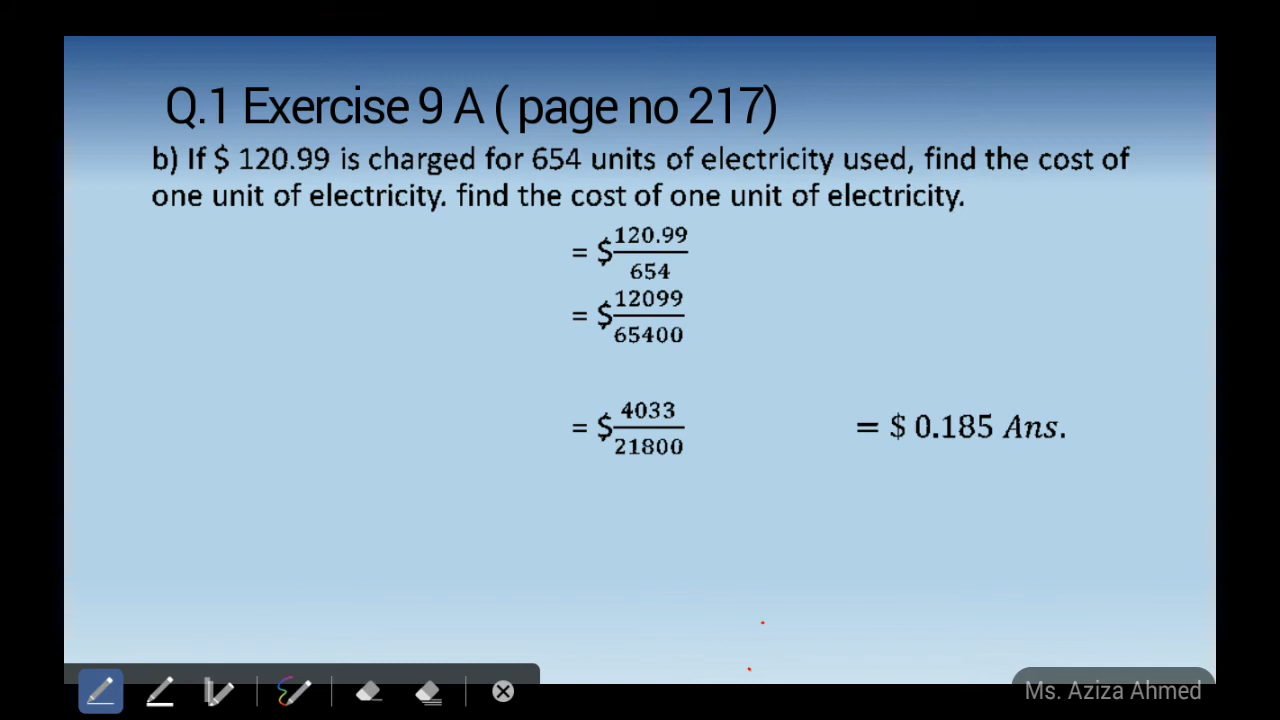 Q.1 Exercise 9 A ( page no 217)
b) If $ 120.99 is charged for 654 units of electricity used, find the cost of
one unit of electricity. find the cost of one unit of electricity.
= $ 120.99/654
= $ 12099/65400
= $ 4033/21800 = $ 0.185 Ans.
Ms. Aziza Ahmed